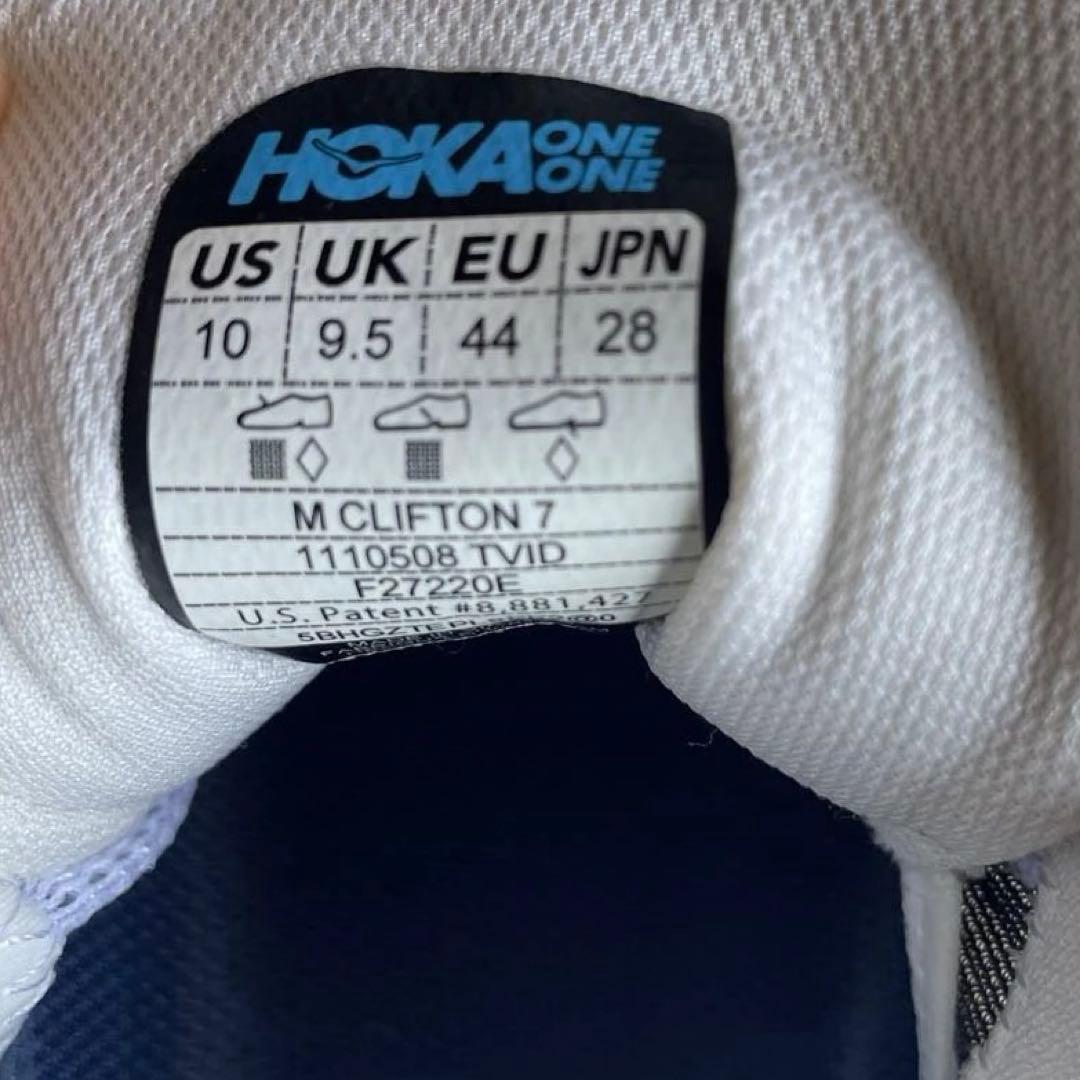 HOKA ONE ONE
US UK EU JPN
10 9.5 44 28
M CLIFTON 7
1110508 TVID
F27220E
U.S. Patent #8,881,427